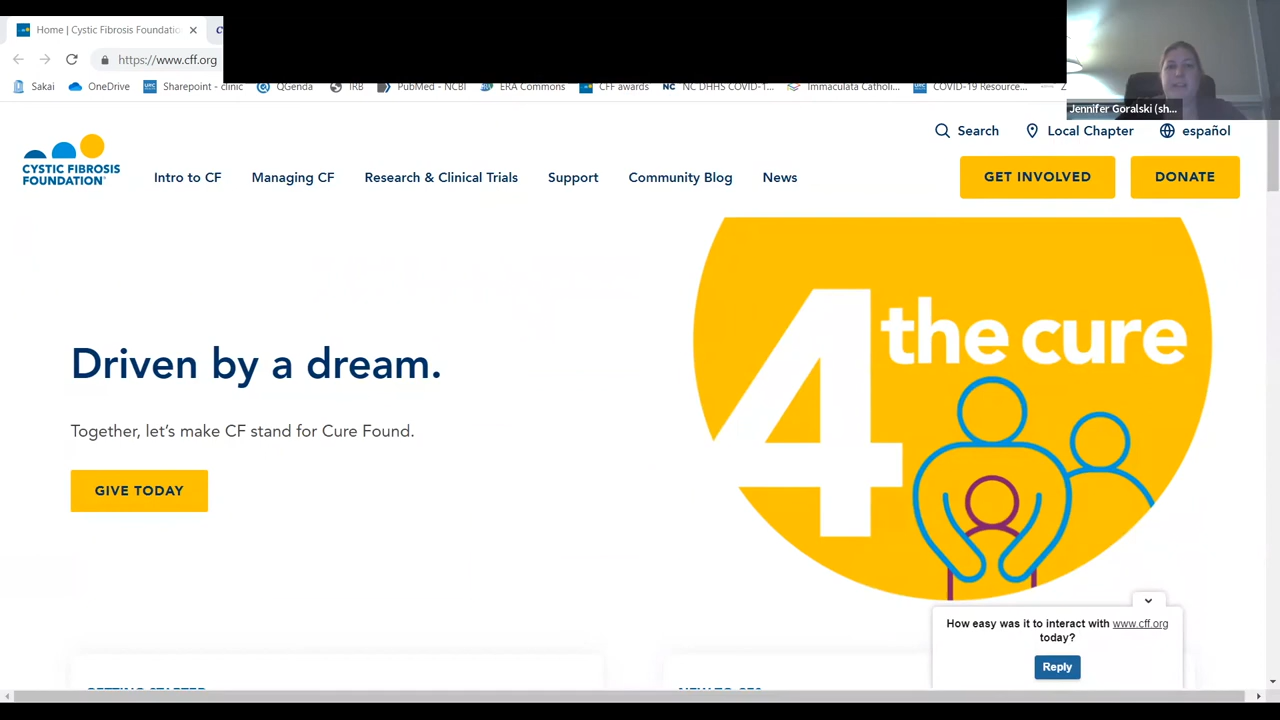 Home | Cystic Fibrosis Foundatio
https://www.cff.org
Sakai
OneDrive
Sharepoint - clinic
QGenda
IRB
PubMed - NCBI
ERA Commons
CFF awards
NC DHHS COVID-1...
Immaculata Catholi...
COVID-19 Resource...
Jennifer Goralski (sh...
Search
Local Chapter
español
CYSTIC FIBROSIS
FOUNDATION
Intro to CF
Managing CF
Research & Clinical Trials
Support
Community Blog
News
GET INVOLVED
DONATE
4 the cure
Driven by a dream.
Together, let's make CF stand for Cure Found.
GIVE TODAY
How easy was it to interact with www.cff.org
today?
Reply